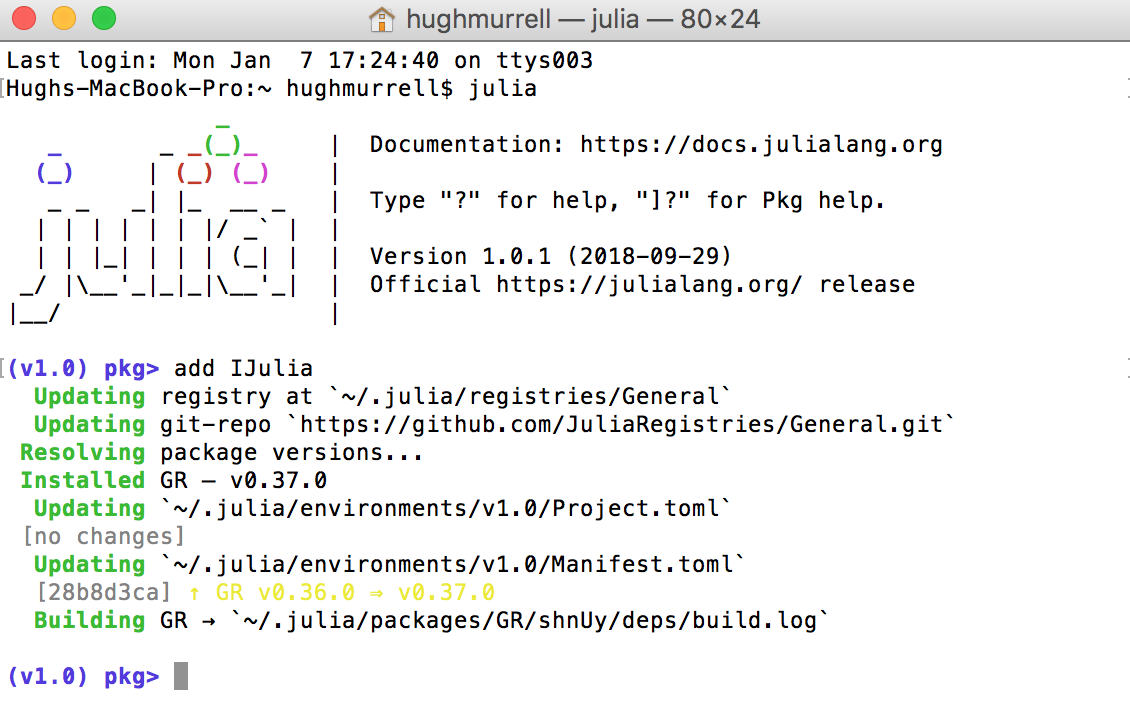 hughmurrell — julia — 80×24
Last login: Mon Jan  7 17:24:40 on ttys003
[Hughs-MacBook-Pro:~ hughmurrell$ julia
               _
   _       _ _(_)_     |  Documentation: https://docs.julialang.org
  (_)     | (_) (_)    |
   _ _   _| |_  __ _   |  Type "?" for help, "]?" for Pkg help.
  | | | | | | |/ _` |  |
  | | |_| | | | (_| |  |  Version 1.0.1 (2018-09-29)
 _/ |\__'_|_|_|\__'_|  |  Official https://julialang.org/ release
|__/                   |
[(v1.0) pkg> add IJulia
  Updating registry at `~/.julia/registries/General`
  Updating git-repo `https://github.com/JuliaRegistries/General.git`
 Resolving package versions...
 Installed GR — v0.37.0
  Updating `~/.julia/environments/v1.0/Project.toml`
 [no changes]
  Updating `~/.julia/environments/v1.0/Manifest.toml`
  [28b8d3ca] ↑ GR v0.36.0 ⇒ v0.37.0
  Building GR → `~/.julia/packages/GR/shnUy/deps/build.log`
(v1.0) pkg>